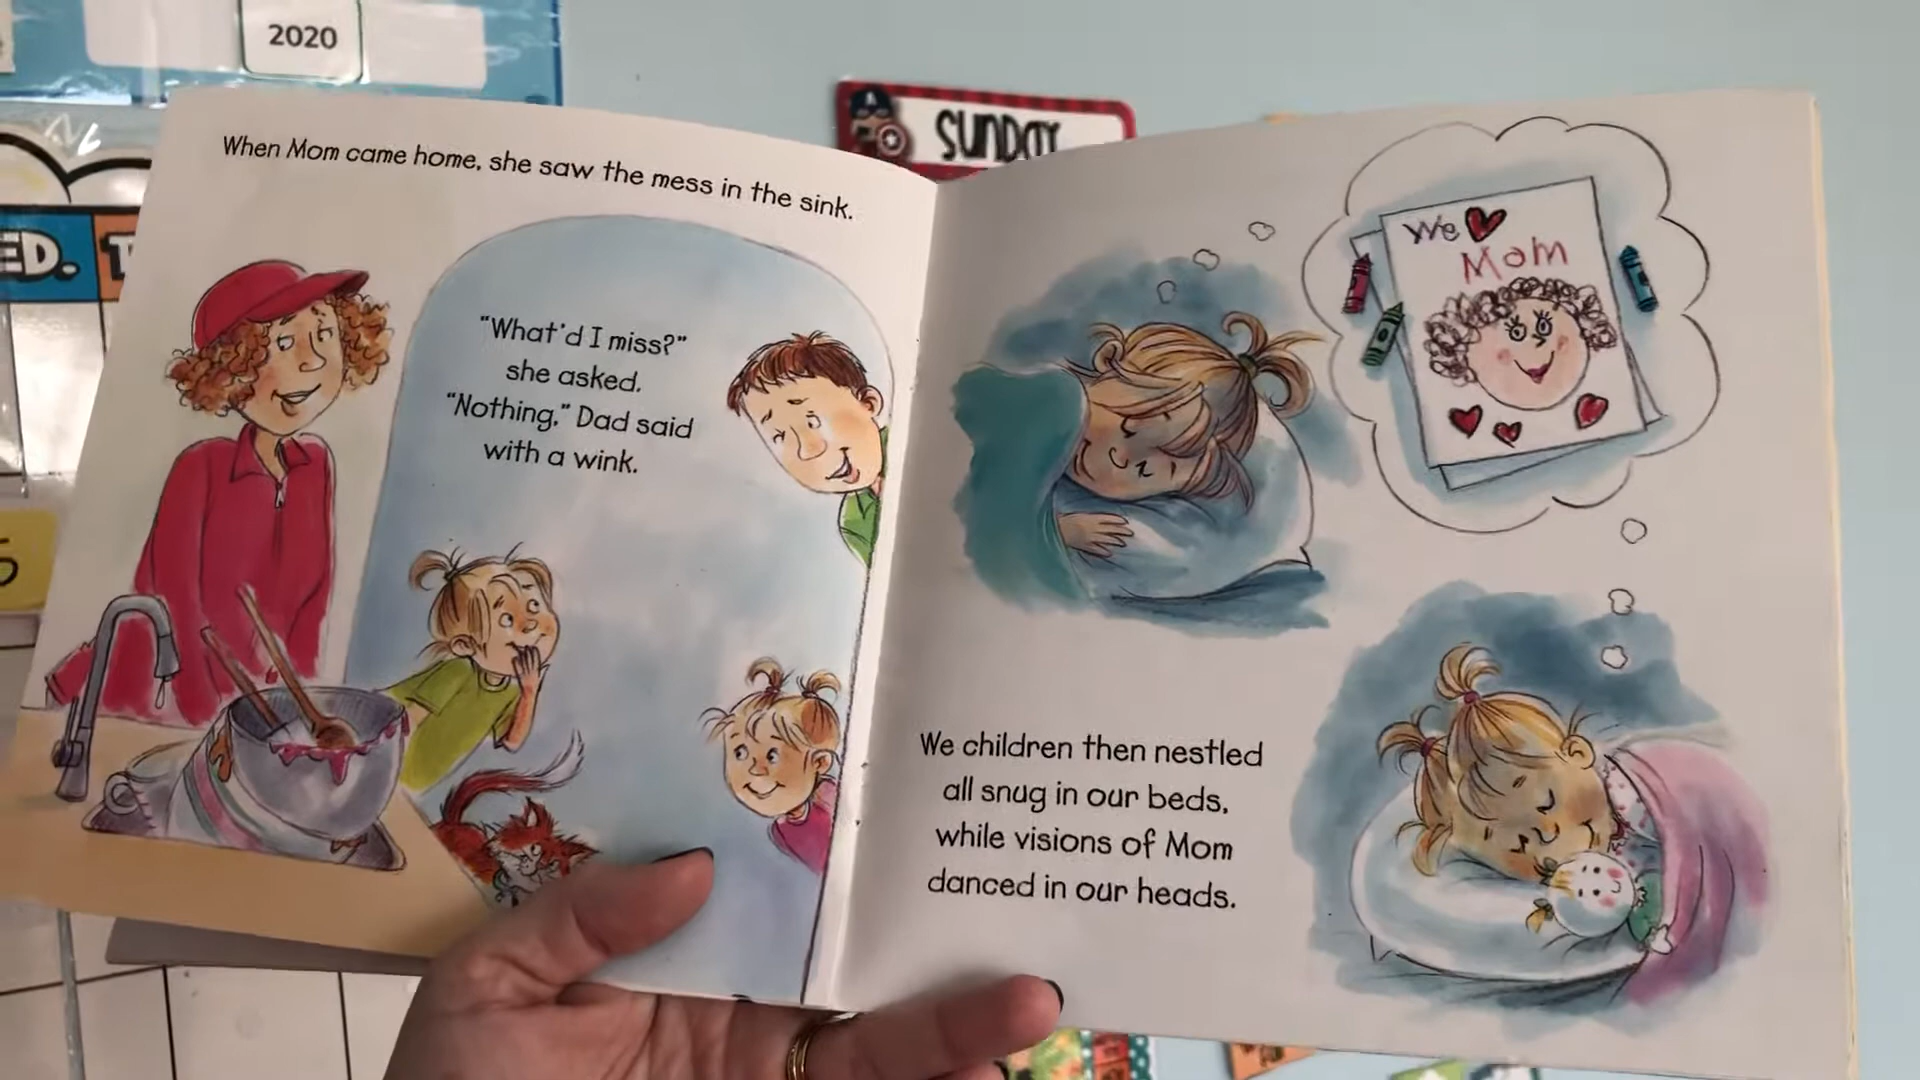 2020
SUNDAY
ED.
When Mom came home, she saw the mess in the sink.
"What'd I miss?"
she asked.
"Nothing," Dad said
with a wink.
We ♥
Mom
We children then nestled
all snug in our beds,
while visions of Mom
danced in our heads.